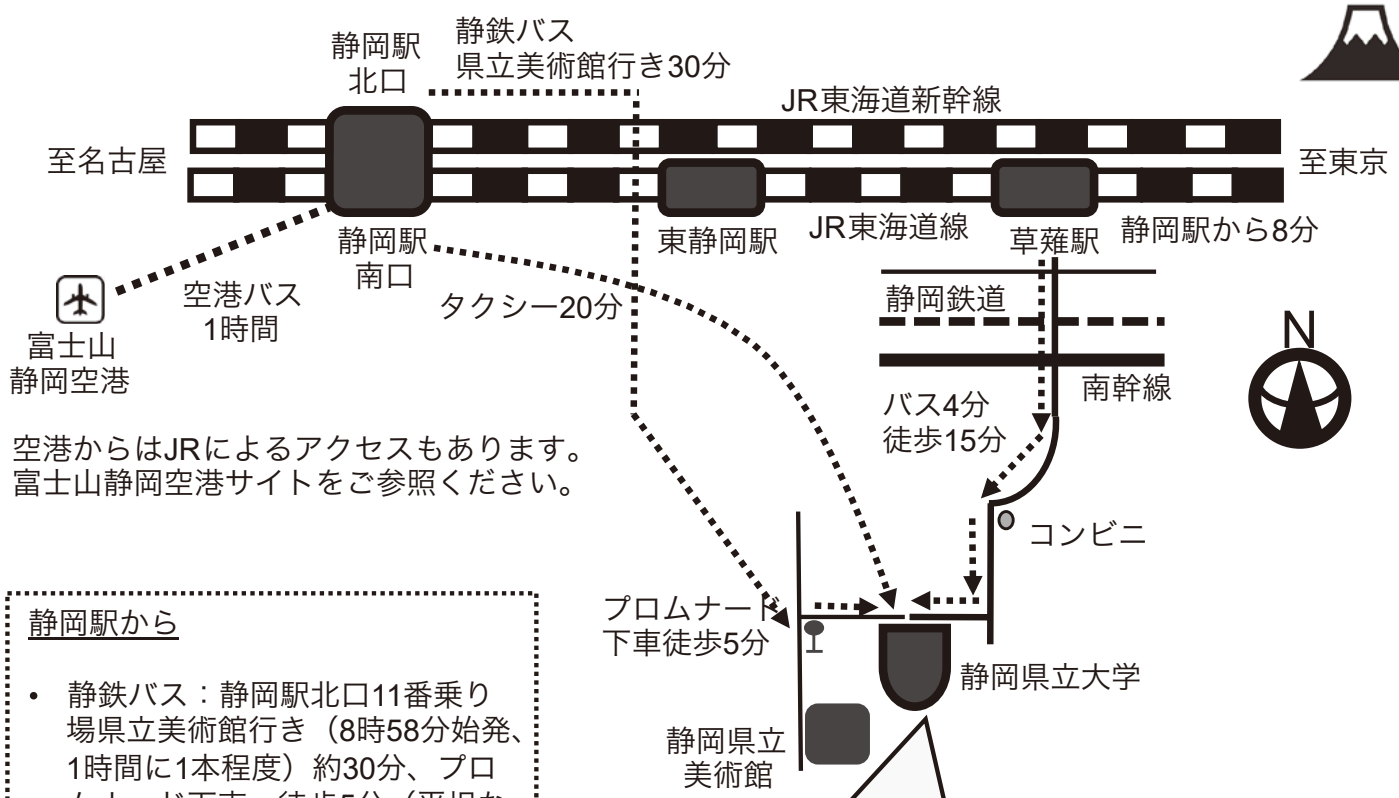 静岡駅
北口
静鉄バス
県立美術館行き30分
JR東海道新幹線
至名古屋
至東京
静岡駅
南口
東静岡駅
JR東海道線
草薙駅
静岡駅から8分
空港バス
1時間
タクシー20分
静岡鉄道
富士山
静岡空港
N
南幹線
バス4分
徒歩15分
空港からはJRによるアクセスもあります。
富士山静岡空港サイトをご参照ください。
コンビニ
プロムナード
下車徒歩5分
静岡県立大学
静岡県立
美術館
静岡駅から
• 静鉄バス：静岡駅北口11番乗り
場県立美術館行き（8時58分始発、
1時間に1本程度）約30分、プロ